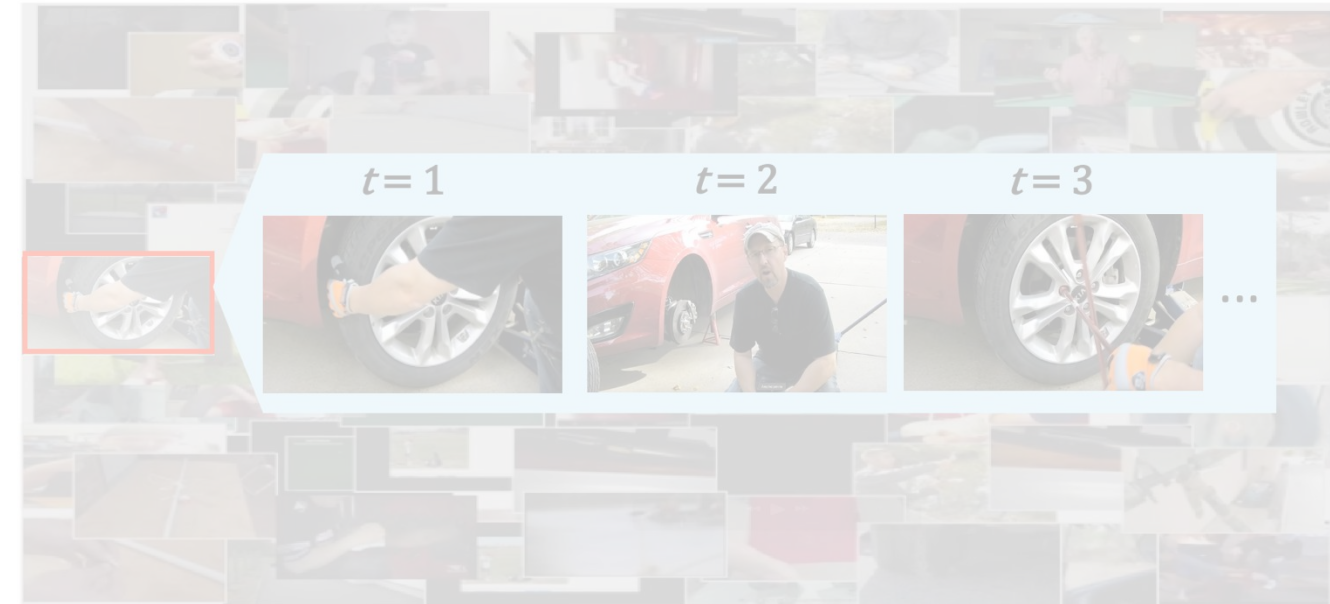 t = 1
t = 2
t = 3
...